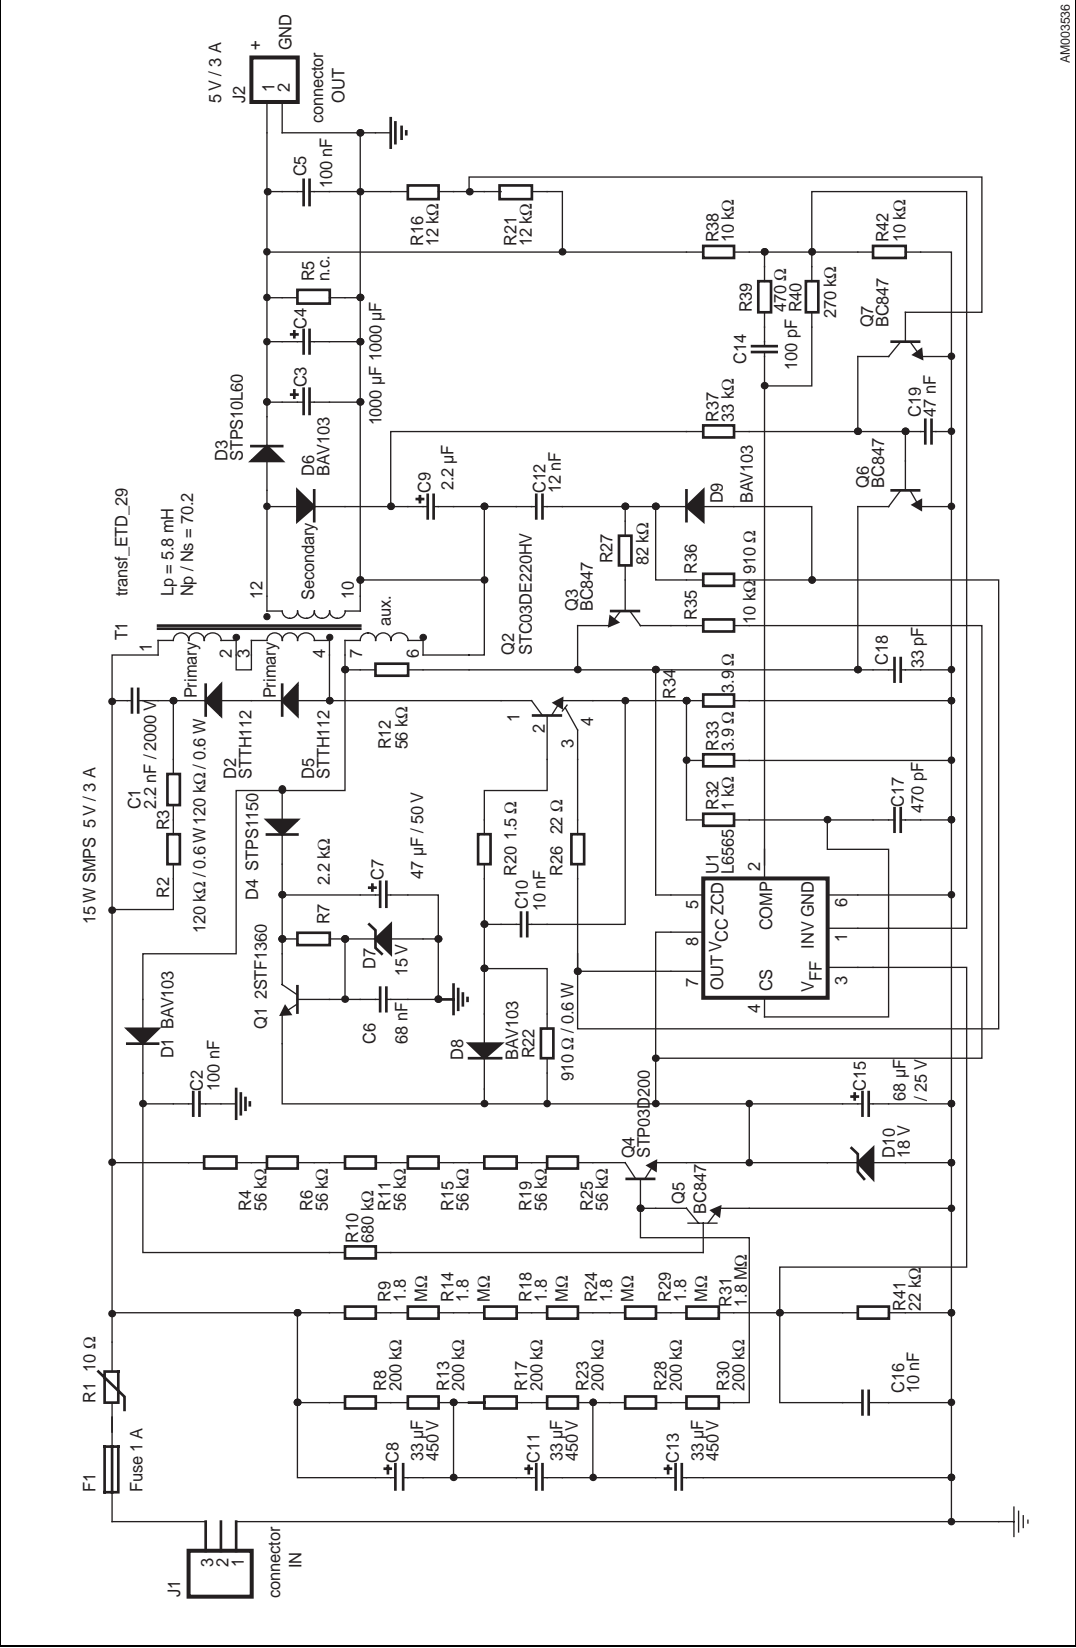 AM003536
15 W SMPS 5 V / 3 A
J1
connector
IN
3
2
1
F1
Fuse 1 A
R1 10 Ω
C8
33 µF
450 V
C11
33 µF
450 V
C13
33 µF
450 V
R8
200 kΩ
R13
200 kΩ
R17
200 kΩ
R23
200 kΩ
R28
200 kΩ
R30
200 kΩ
R9
1.8
MΩ
R14
1.8
MΩ
R18
1.8
MΩ
R24
1.8
MΩ
R29
1.8
MΩ
R31
1.8 MΩ
C16
10 nF
R41
22 kΩ
R10
680 kΩ
R4
56 kΩ
R6
56 kΩ
R11
56 kΩ
R15
56 kΩ
R19
56 kΩ
R25
56 kΩ
Q4
STP03D200
Q5
BC847
D10
18 V
C15
68 µF
/ 25 V
C2
100 nF
D1 BAV103
Q1 2STF1360
C6
68 nF
R7
2.2 kΩ
D7
15 V
C7
47 µF / 50 V
D4 STPS1150
D8
BAV103
R22
910 Ω / 0.6 W
C10
10 nF
R20 1.5 Ω
R26 22 Ω
R2
120 kΩ / 0.6 W
R3
120 kΩ / 0.6 W
C1
2.2 nF / 2000 V
D2
STTH112
D5
STTH112
R12
56 kΩ
U1
L6565
OUT
VCC
ZCD
CS
COMP
VFF
INV
GND
7
8
5
4
2
3
1
6
R32
1 kΩ
R33
3.9 Ω
R34
3.9 Ω
C17
470 pF
C18
33 pF
Q2
STC03DE220HV
1
2
3
4
T1
transf_ETD_29
Lp = 5.8 mH
Np / Ns = 70.2
Primary
Primary
Secondary
aux.
1
2
3
4
7
6
12
10
Q3
BC847
R27
82 kΩ
R35
10 kΩ
R36
910 Ω
D9
BAV103
C12
12 nF
C9
2.2 µF
D6
BAV103
D3
STPS10L60
C3
1000 µF
C4
1000 µF
R5
n.c.
C5
100 nF
R16
12 kΩ
R21
12 kΩ
R37
33 kΩ
C14
100 pF
R39
470 Ω
R40
270 kΩ
R38
10 kΩ
R42
10 kΩ
Q6
BC847
C19
47 nF
Q7
BC847
5 V / 3 A
J2
+
GND
1
2
connector
OUT